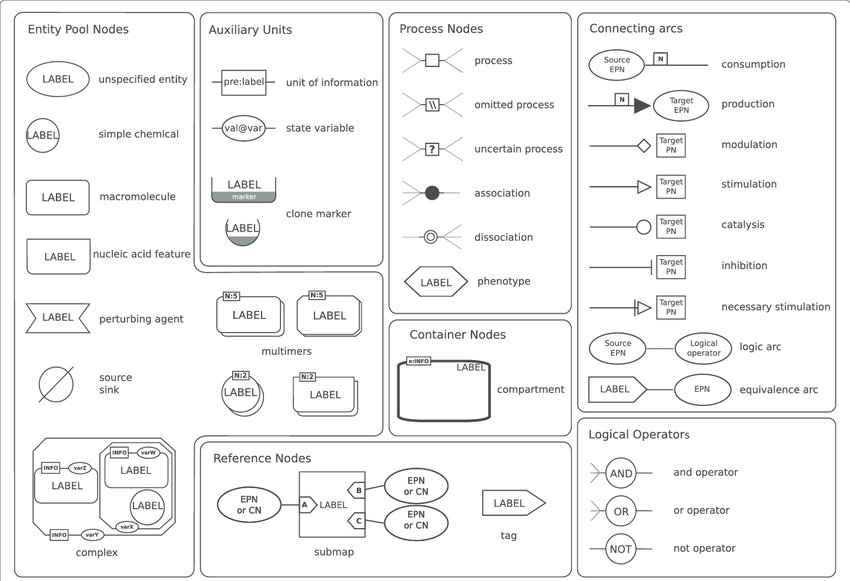 Entity Pool Nodes
LABEL
unspecified entity
LABEL
simple chemical
LABEL
macromolecule
LABEL
nucleic acid feature
LABEL
perturbing agent
source
sink
INFO
varZ
LABEL
INFO
varW
LABEL
LABEL
varX
INFO
varY
complex
Auxiliary Units
pre:label
unit of information
val@var
state variable
LABEL
marker
LABEL
clone marker
N:5
LABEL
N:5
LABEL
multimers
N:2
LABEL
N:2
LABEL
Process Nodes
process
\\
omitted process
?
uncertain process
association
dissociation
LABEL
phenotype
Container Nodes
e:INFO
LABEL
compartment
Reference Nodes
EPN
or CN
A
LABEL
B
C
EPN
or CN
EPN
or CN
submap
LABEL
tag
Connecting arcs
Source
EPN
N
consumption
N
Target
EPN
production
Target
PN
modulation
Target
PN
stimulation
Target
PN
catalysis
Target
PN
inhibition
Target
PN
necessary stimulation
Source
EPN
Logical
operator
logic arc
LABEL
EPN
equivalence arc
Logical Operators
AND
and operator
OR
or operator
NOT
not operator